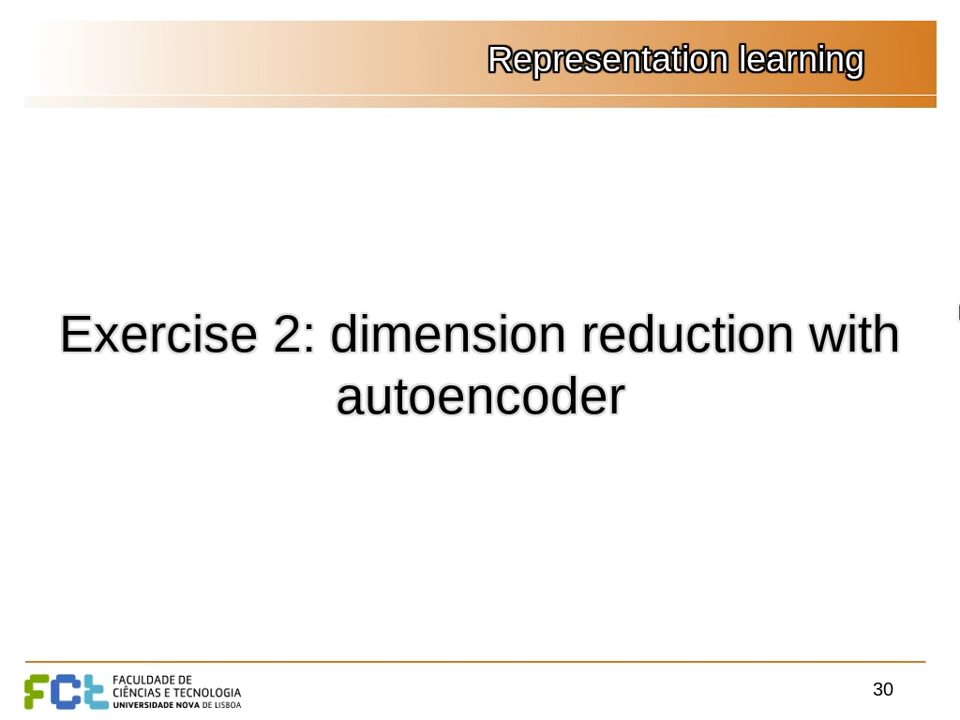 Representation learning
Exercise 2: dimension reduction with
autoencoder
FCt
FACULDADE DE
CIÊNCIAS E TECNOLOGIA
UNIVERSIDADE NOVA DE LISBOA
30